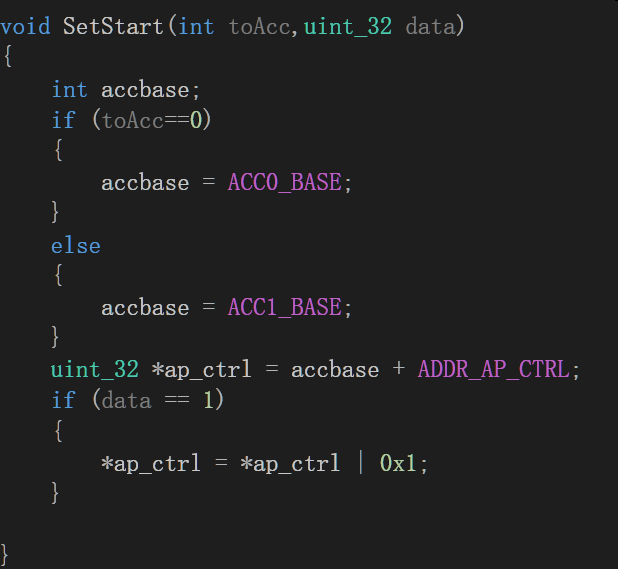 void SetStart(int toAcc,uint_32 data)
{
    int accbase;
    if (toAcc==0)
    {
        accbase = ACC0_BASE;
    }
    else
    {
        accbase = ACC1_BASE;
    }
    uint_32 *ap_ctrl = accbase + ADDR_AP_CTRL;
    if (data == 1)
    {
        *ap_ctrl = *ap_ctrl | 0x1;
    }

}